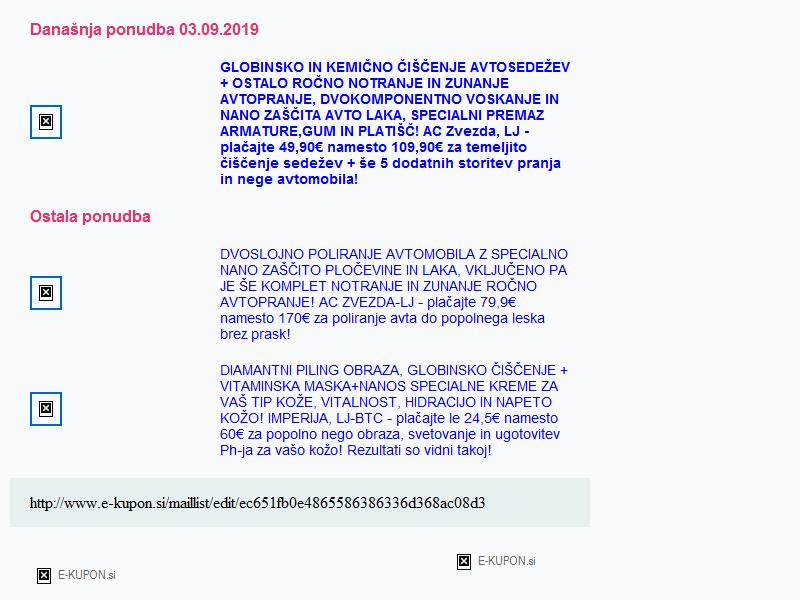 Današnja ponudba 03.09.2019
GLOBINSKO IN KEMIČNO ČIŠČENJE AVTOSEDEŽEV
+ OSTALO ROČNO NOTRANJE IN ZUNANJE
AVTOPRANJE, DVOKOMPONENTNO VOSKANJE IN
NANO ZAŠČITA AVTO LAKA, SPECIALNI PREMAZ
ARMATURE,GUM IN PLATIŠČ! AC Zvezda, LJ -
plačajte 49,90€ namesto 109,90€ za temeljito
čiščenje sedežev + še 5 dodatnih storitev pranja
in nege avtomobila!
Ostala ponudba
DVOSLOJNO POLIRANJE AVTOMOBILA Z SPECIALNO
NANO ZAŠČITO PLOČEVINE IN LAKA, VKLJUČENO PA
JE ŠE KOMPLET NOTRANJE IN ZUNANJE ROČNO
AVTOPRANJE! AC ZVEZDA-LJ - plačajte 79,9€
namesto 170€ za poliranje avta do popolnega leska
brez prask!
DIAMANTNI PILING OBRAZA, GLOBINSKO ČIŠČENJE +
VITAMINSKA MASKA+NANOS SPECIALNE KREME ZA
VAŠ TIP KOŽE, VITALNOST, HIDRACIJO IN NAPETO
KOŽO! IMPERIJA, LJ-BTC - plačajte le 24,5€ namesto
60€ za popolno nego obraza, svetovanje in ugotovitev
Ph-ja za vašo kožo! Rezultati so vidni takoj!
http://www.e-kupon.si/maillist/edit/ec651fb0e4865586386336d368ac08d3
E-KUPON.si
E-KUPON.si